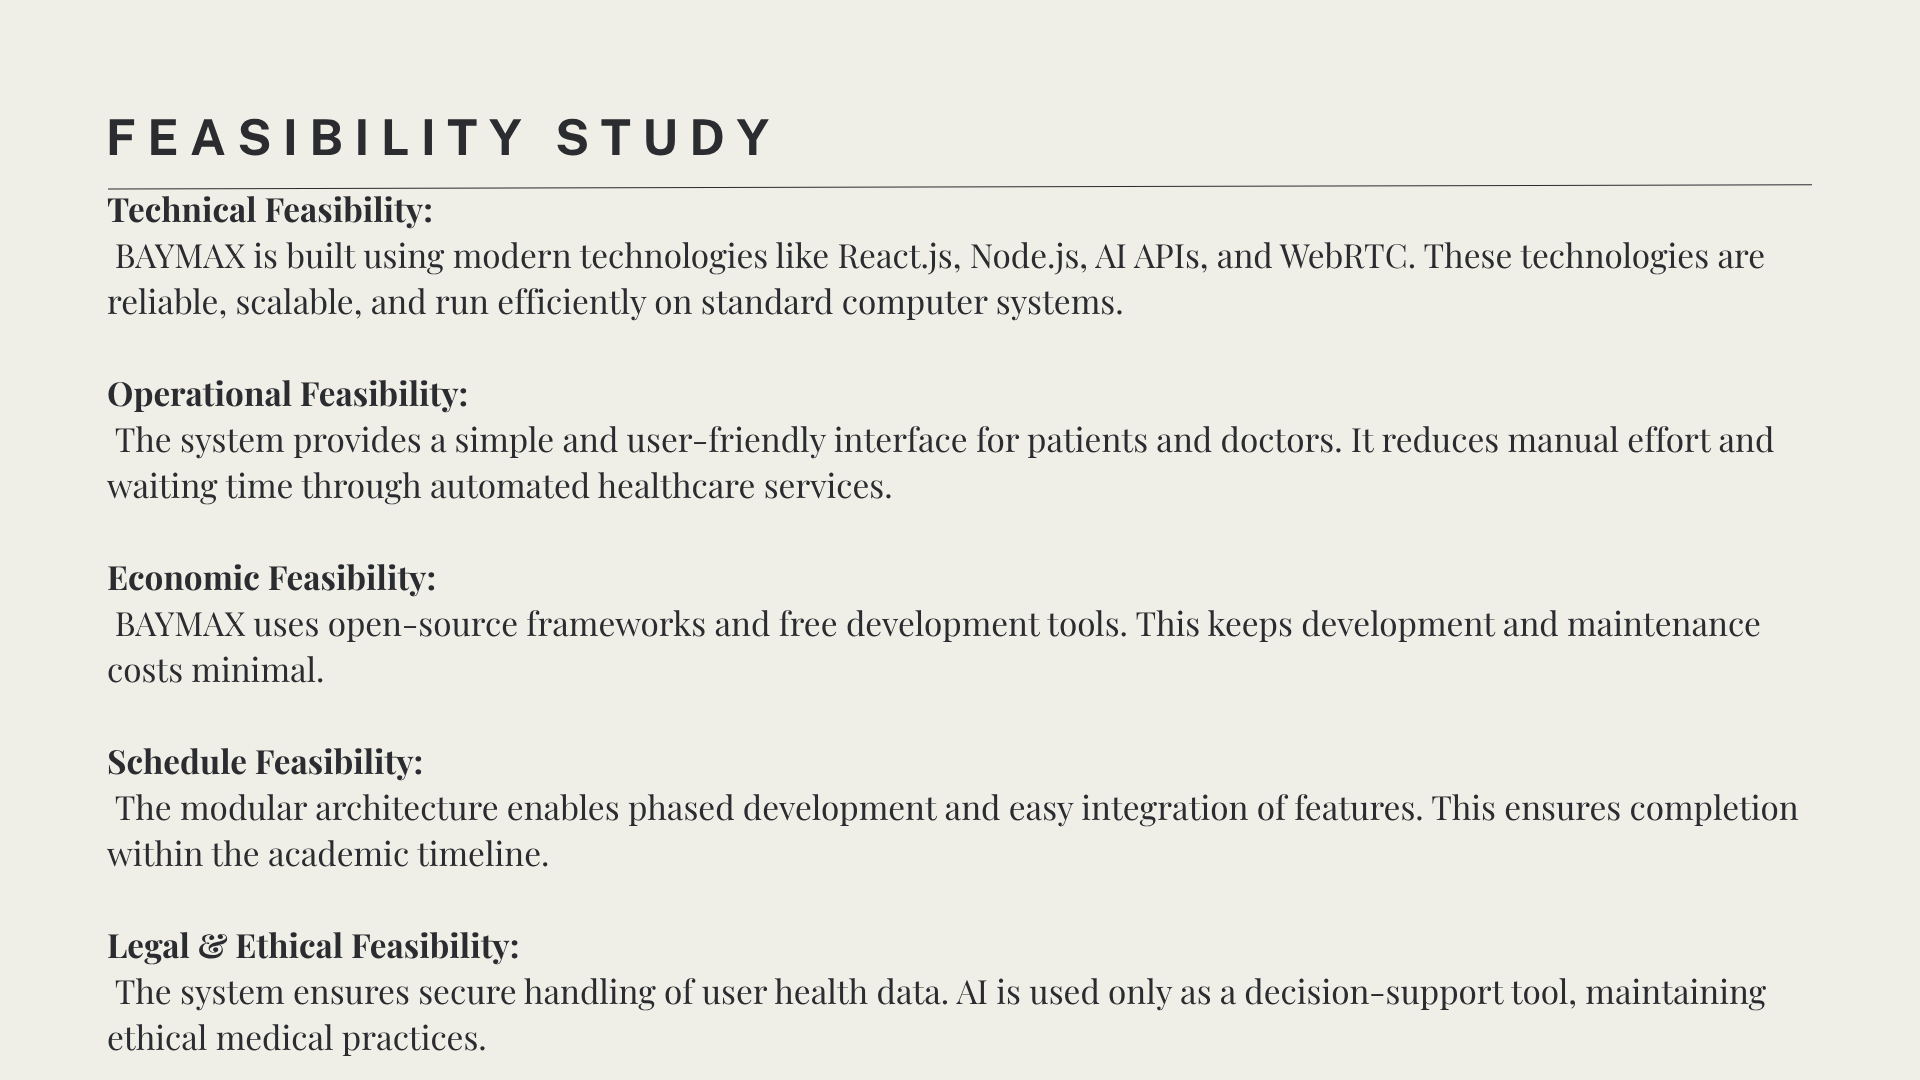 FEASIBILITY STUDY
Technical Feasibility:
BAYMAX is built using modern technologies like React.js, Node.js, AI APIs, and WebRTC. These technologies are
reliable, scalable, and run efficiently on standard computer systems.
Operational Feasibility:
The system provides a simple and user-friendly interface for patients and doctors. It reduces manual effort and
waiting time through automated healthcare services.
Economic Feasibility:
BAYMAX uses open-source frameworks and free development tools. This keeps development and maintenance
costs minimal.
Schedule Feasibility:
The modular architecture enables phased development and easy integration of features. This ensures completion
within the academic timeline.
Legal & Ethical Feasibility:
The system ensures secure handling of user health data. AI is used only as a decision-support tool, maintaining
ethical medical practices.